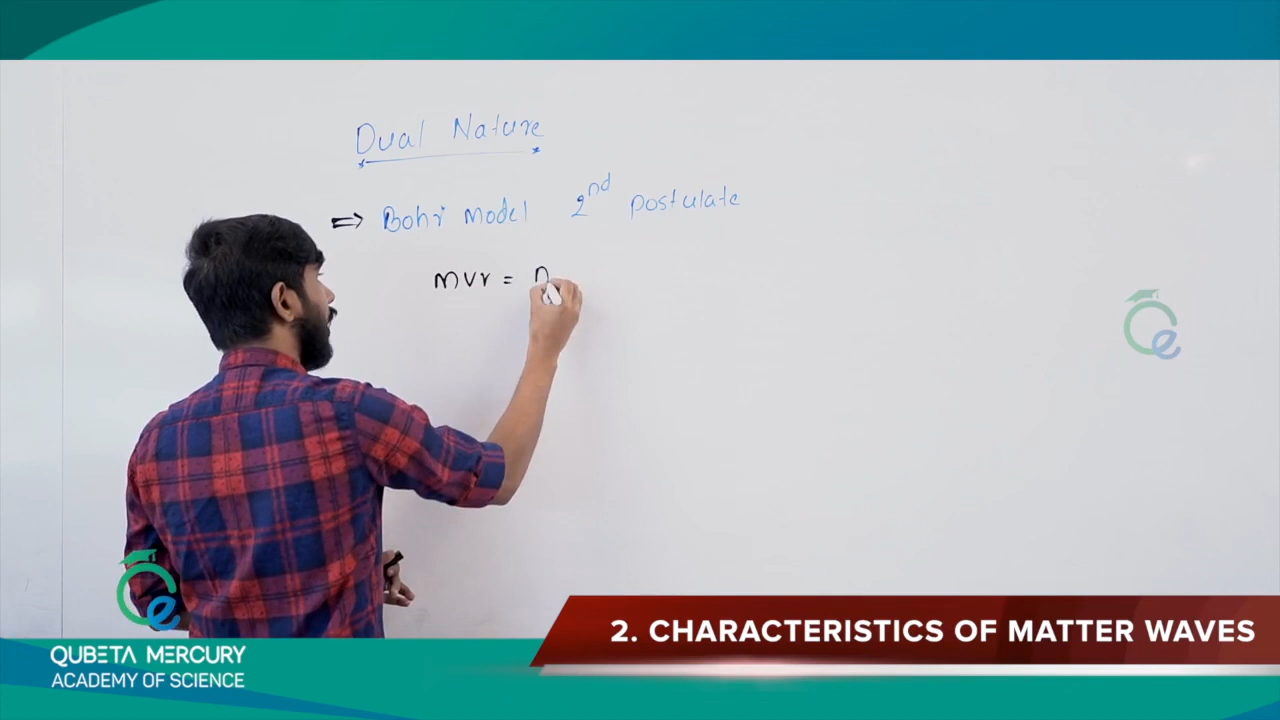 Dual Nature
⇒ Bohr model 2nd postulate
mvr = n
2. CHARACTERISTICS OF MATTER WAVES
QUBETA MERCURY
ACADEMY OF SCIENCE